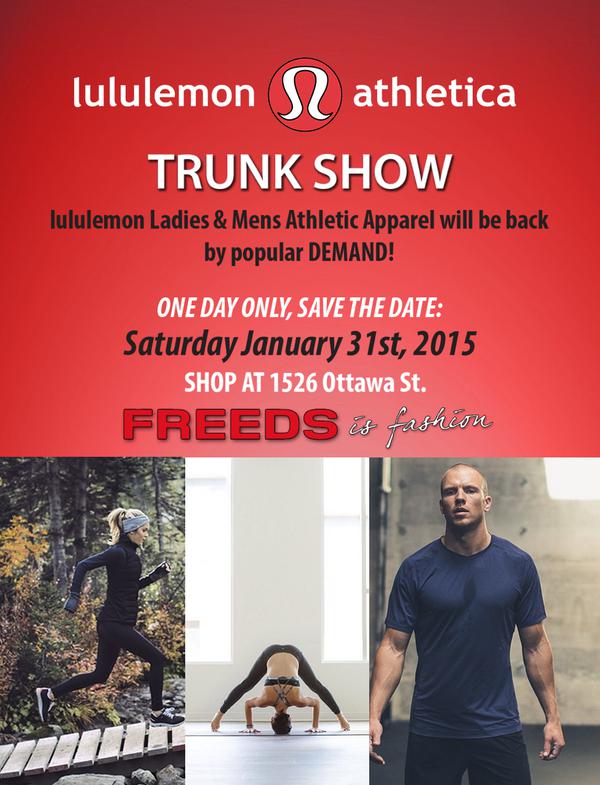 lululemon athletica
TRUNK SHOW
lululemon Ladies & Mens Athletic Apparel will be back
by popular DEMAND!
ONE DAY ONLY, SAVE THE DATE:
Saturday January 31st, 2015
SHOP AT 1526 Ottawa St.
FREEDS is fashion